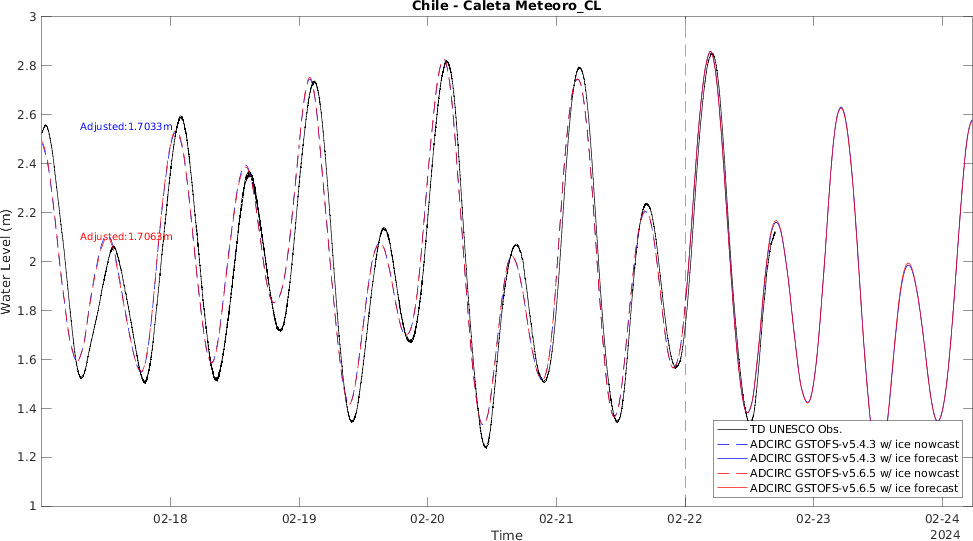 Chile - Caleta Meteoro_CL
3
2.8
2.6
2.4
2.2
2
1.8
1.6
1.4
1.2
1
Water Level (m)
Adjusted:1.7033m
Adjusted:1.7063m
TD UNESCO Obs.
ADCIRC GSTOFS-v5.4.3 w/ ice nowcast
ADCIRC GSTOFS-v5.4.3 w/ ice forecast
ADCIRC GSTOFS-v5.6.5 w/ ice nowcast
ADCIRC GSTOFS-v5.6.5 w/ ice forecast
02-18 02-19 02-20 02-21 02-22 02-23 02-24
Time
2024